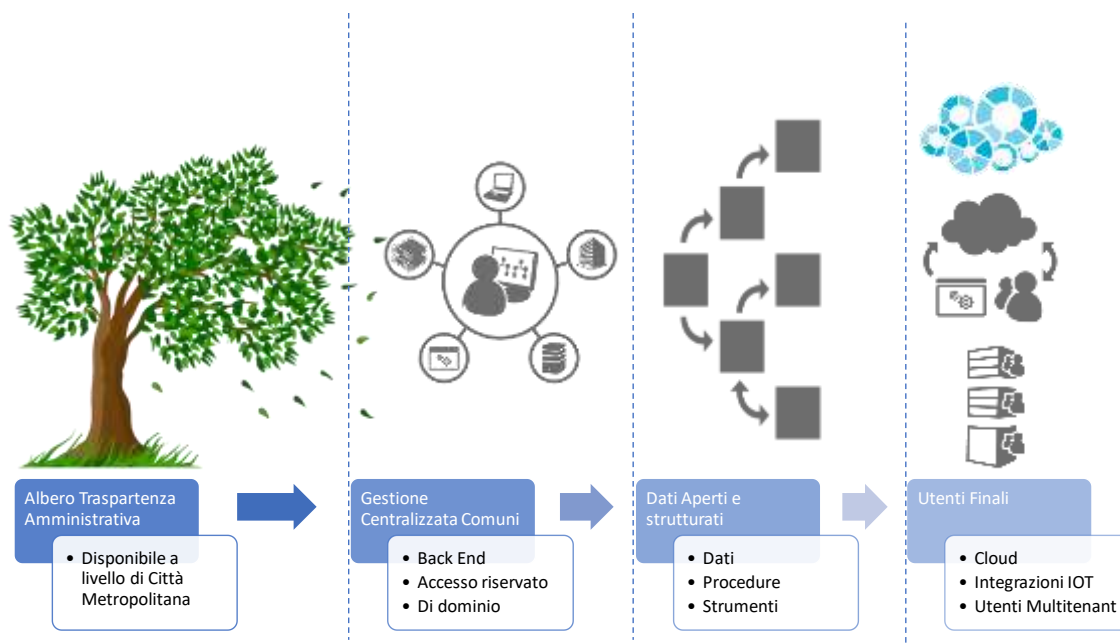 Albero Traspartenza
Amministrativa
• Disponibile a
livello di Città
Metropolitana
Gestione
Centralizzata Comuni
• Back End
• Accesso riservato
• Di dominio
Dati Aperti e
strutturati
• Dati
• Procedure
• Strumenti
Utenti Finali
• Cloud
• Integrazioni IOT
• Utenti Multitenant